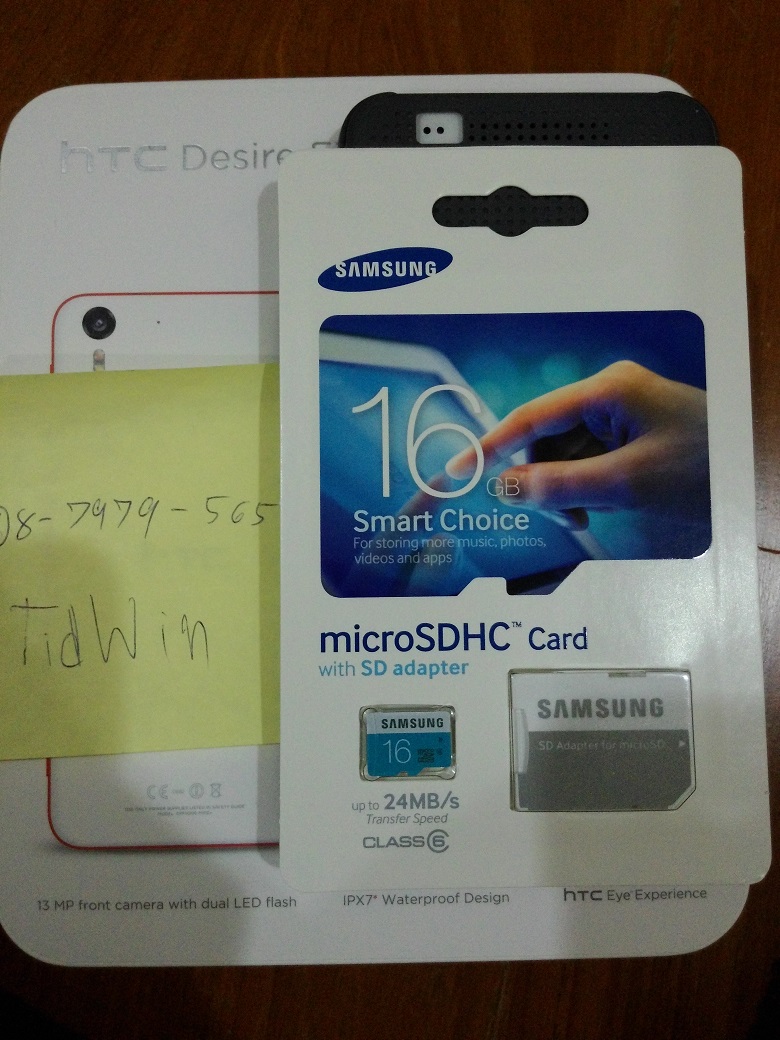 hTC Desire
SAMSUNG
16
GB
Smart Choice
For storing more music, photos,
videos and apps
08-7979-565
TidWin
microSDHC™ Card
with SD adapter
SAMSUNG
16
SAMSUNG
SD Adapter for microSD
up to 24MB/s
Transfer Speed
CLASS 6
13 MP front camera with dual LED flash
IPX7* Waterproof Design
hTC Eye Experience